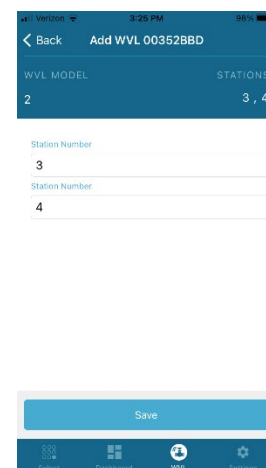 Verizon 3:25 PM 98%
Back Add WVL 00352BBD
WVL MODEL STATIONS
2 3 , 4
Station Number
3
Station Number
4
Save
Dashboard WVL Settings